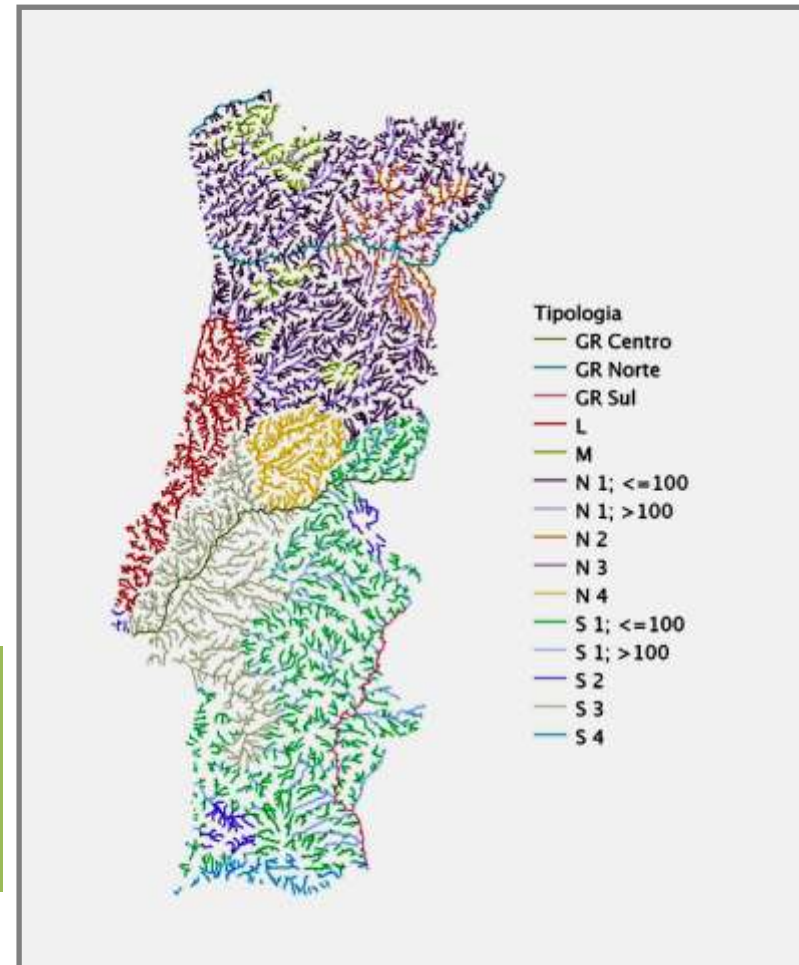 Tipologia
GR Centro
GR Norte
GR Sul
L
M
N 1; <=100
N 1; >100
N 2
N 3
N 4
S 1; <=100
S 1; >100
S 2
S 3
S 4